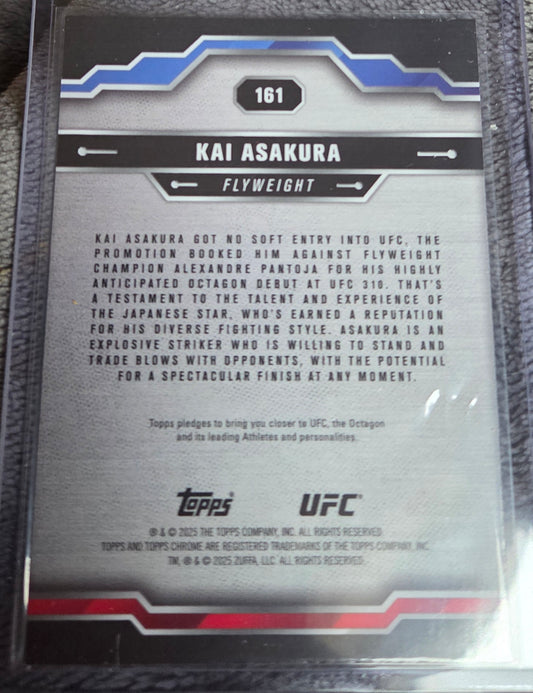 161
KAI ASAKURA
FLYWEIGHT
KAI ASAKURA GOT NO SOFT ENTRY INTO UFC, THE
PROMOTION BOOKED HIM AGAINST FLYWEIGHT
CHAMPION ALEXANDRE PANTOJA FOR HIS HIGHLY
ANTICIPATED OCTAGON DEBUT AT UFC 310. THAT'S
A TESTAMENT TO THE TALENT AND EXPERIENCE OF
THE JAPANESE STAR, WHO'S EARNED A REPUTATION
FOR HIS DIVERSE FIGHTING STYLE. ASAKURA IS AN
EXPLOSIVE STRIKER WHO IS WILLING TO STAND AND
TRADE BLOWS WITH OPPONENTS, WITH THE POTENTIAL
FOR A SPECTACULAR FINISH AT ANY MOMENT.
Topps pledges to bring you closer to UFC, the Octagon
and its leading Athletes and personalities.
Topps® UFC®
® & © 2025 THE TOPPS COMPANY, INC. ALL RIGHTS RESERVED.
TOPPS AND TOPPS CHROME ARE REGISTERED TRADEMARKS OF THE TOPPS COMPANY, INC.
TM, ® & © 2025 ZUFFA, LLC. ALL RIGHTS RESERVED.